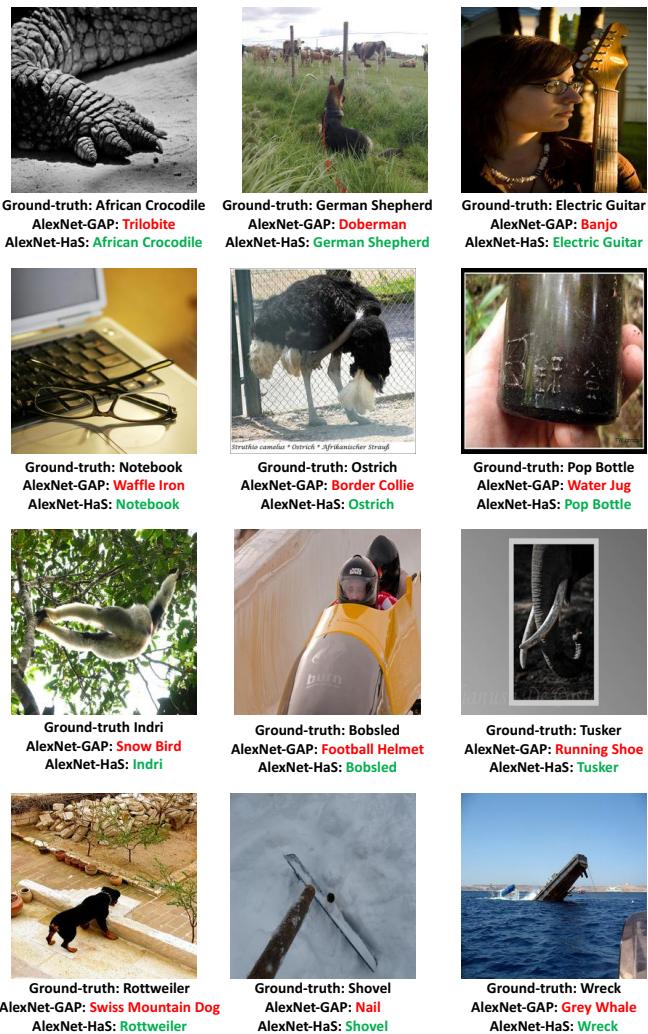 Ground-truth: African Crocodile
AlexNet-GAP: Trilobite
AlexNet-HaS: African Crocodile
Ground-truth: German Shepherd
AlexNet-GAP: Doberman
AlexNet-HaS: German Shepherd
Ground-truth: Electric Guitar
AlexNet-GAP: Banjo
AlexNet-HaS: Electric Guitar
Struthio camelus * Ostrich * Afrikanischer Strauß
Ground-truth: Notebook
AlexNet-GAP: Waffle Iron
AlexNet-HaS: Notebook
Ground-truth: Ostrich
AlexNet-GAP: Border Collie
AlexNet-HaS: Ostrich
Ground-truth: Pop Bottle
AlexNet-GAP: Water Jug
AlexNet-HaS: Pop Bottle
burn
Ground-truth Indri
AlexNet-GAP: Snow Bird
AlexNet-HaS: Indri
Ground-truth: Bobsled
AlexNet-GAP: Football Helmet
AlexNet-HaS: Bobsled
Ground-truth: Tusker
AlexNet-GAP: Running Shoe
AlexNet-HaS: Tusker
Ground-truth: Rottweiler
AlexNet-GAP: Swiss Mountain Dog
AlexNet-HaS: Rottweiler
Ground-truth: Shovel
AlexNet-GAP: Nail
AlexNet-HaS: Shovel
Ground-truth: Wreck
AlexNet-GAP: Grey Whale
AlexNet-HaS: Wreck